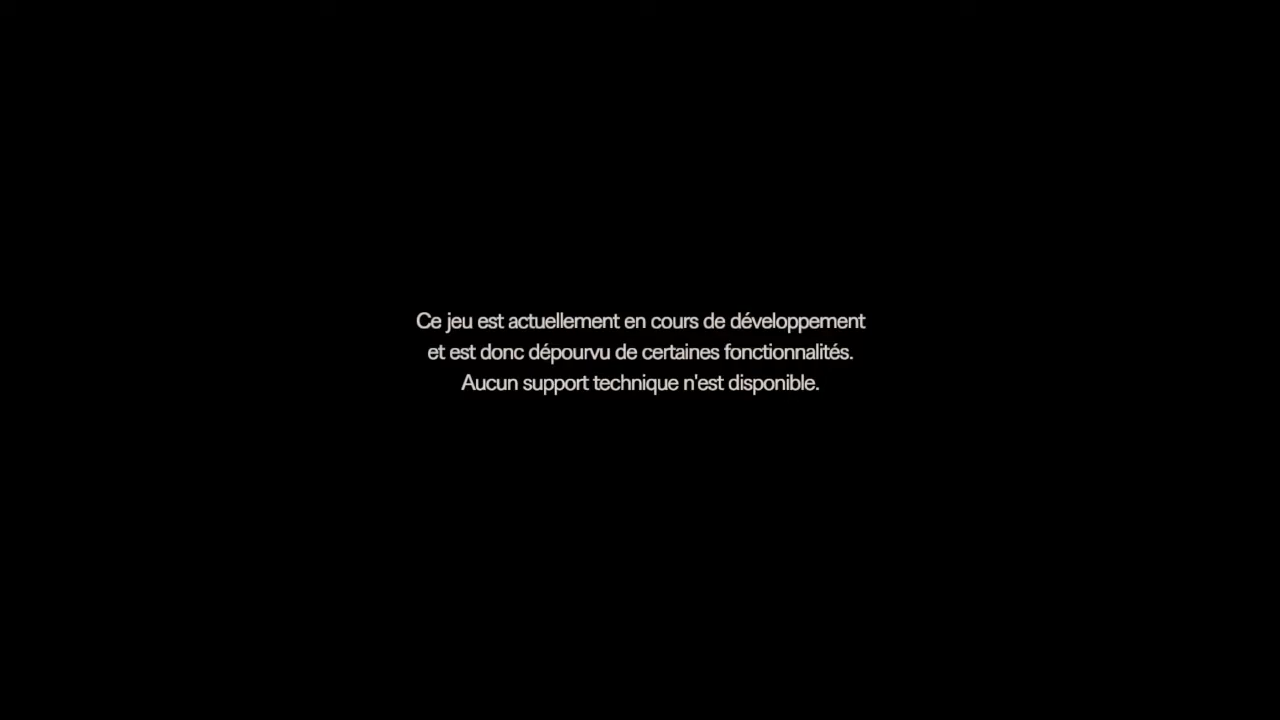 Ce jeu est actuellement en cours de développement
et est donc dépourvu de certaines fonctionnalités.
Aucun support technique n'est disponible.